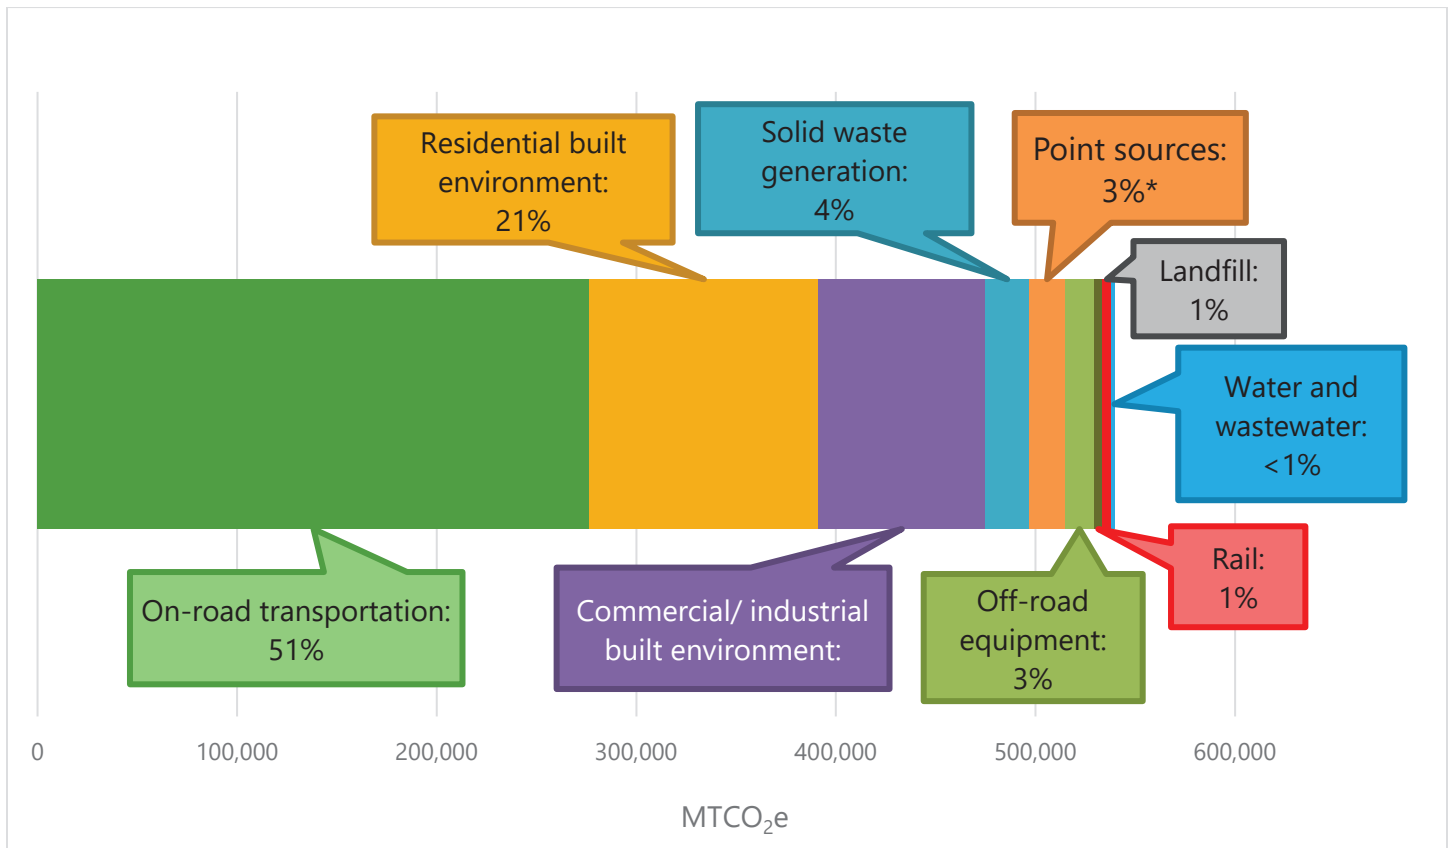 Residential built
environment:
21%
Solid waste
generation:
4%
Point sources:
3%*
Landfill:
1%
Water and
wastewater:
<1%
On-road transportation:
51%
Commercial/ industrial
built environment:
Off-road
equipment:
3%
Rail:
1%
0
100,000
200,000
300,000
400,000
500,000
600,000
MTCO₂e